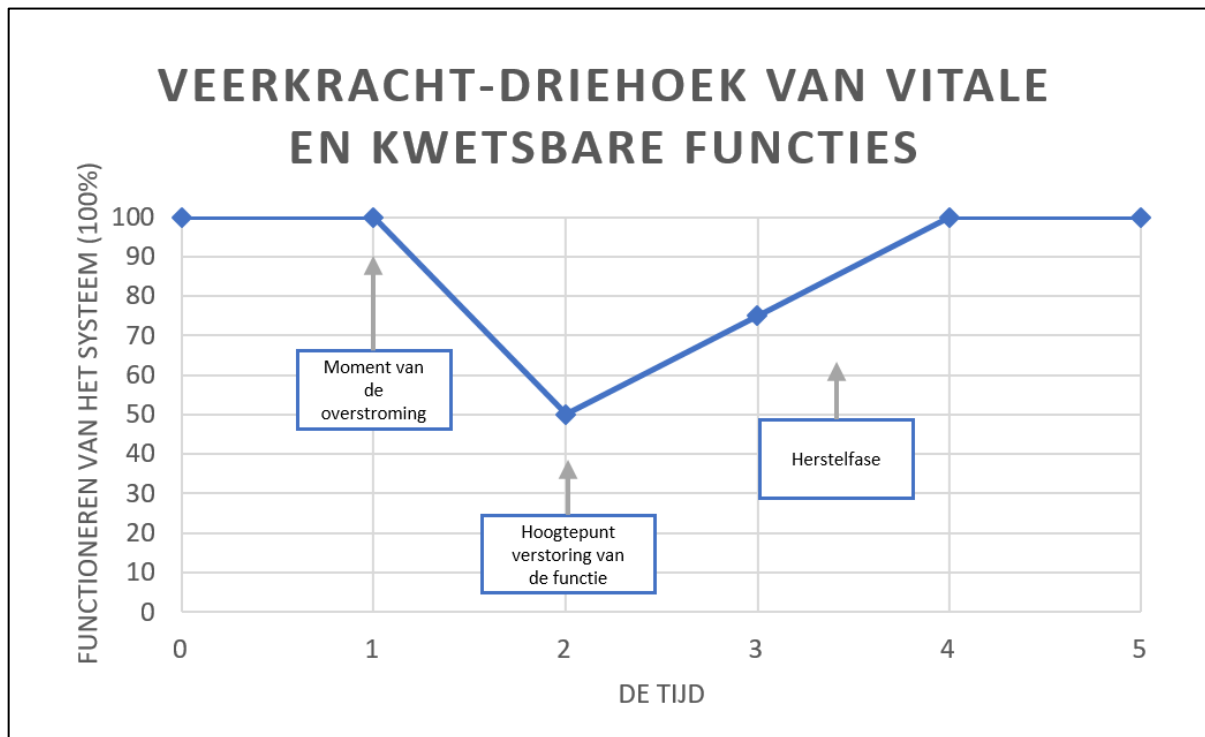 VEERKRACHT-DRIEHOEK VAN VITALE
EN KWETSBARE FUNCTIES
FUNCTIONEREN VAN HET SYSTEEM (100%)
100
90
80
70
60
50
40
30
20
10
0
Moment van
de
overstroming
Hoogtepunt
verstoring van
de functie
Herstelfase
0 1 2 3 4 5
DE TIJD